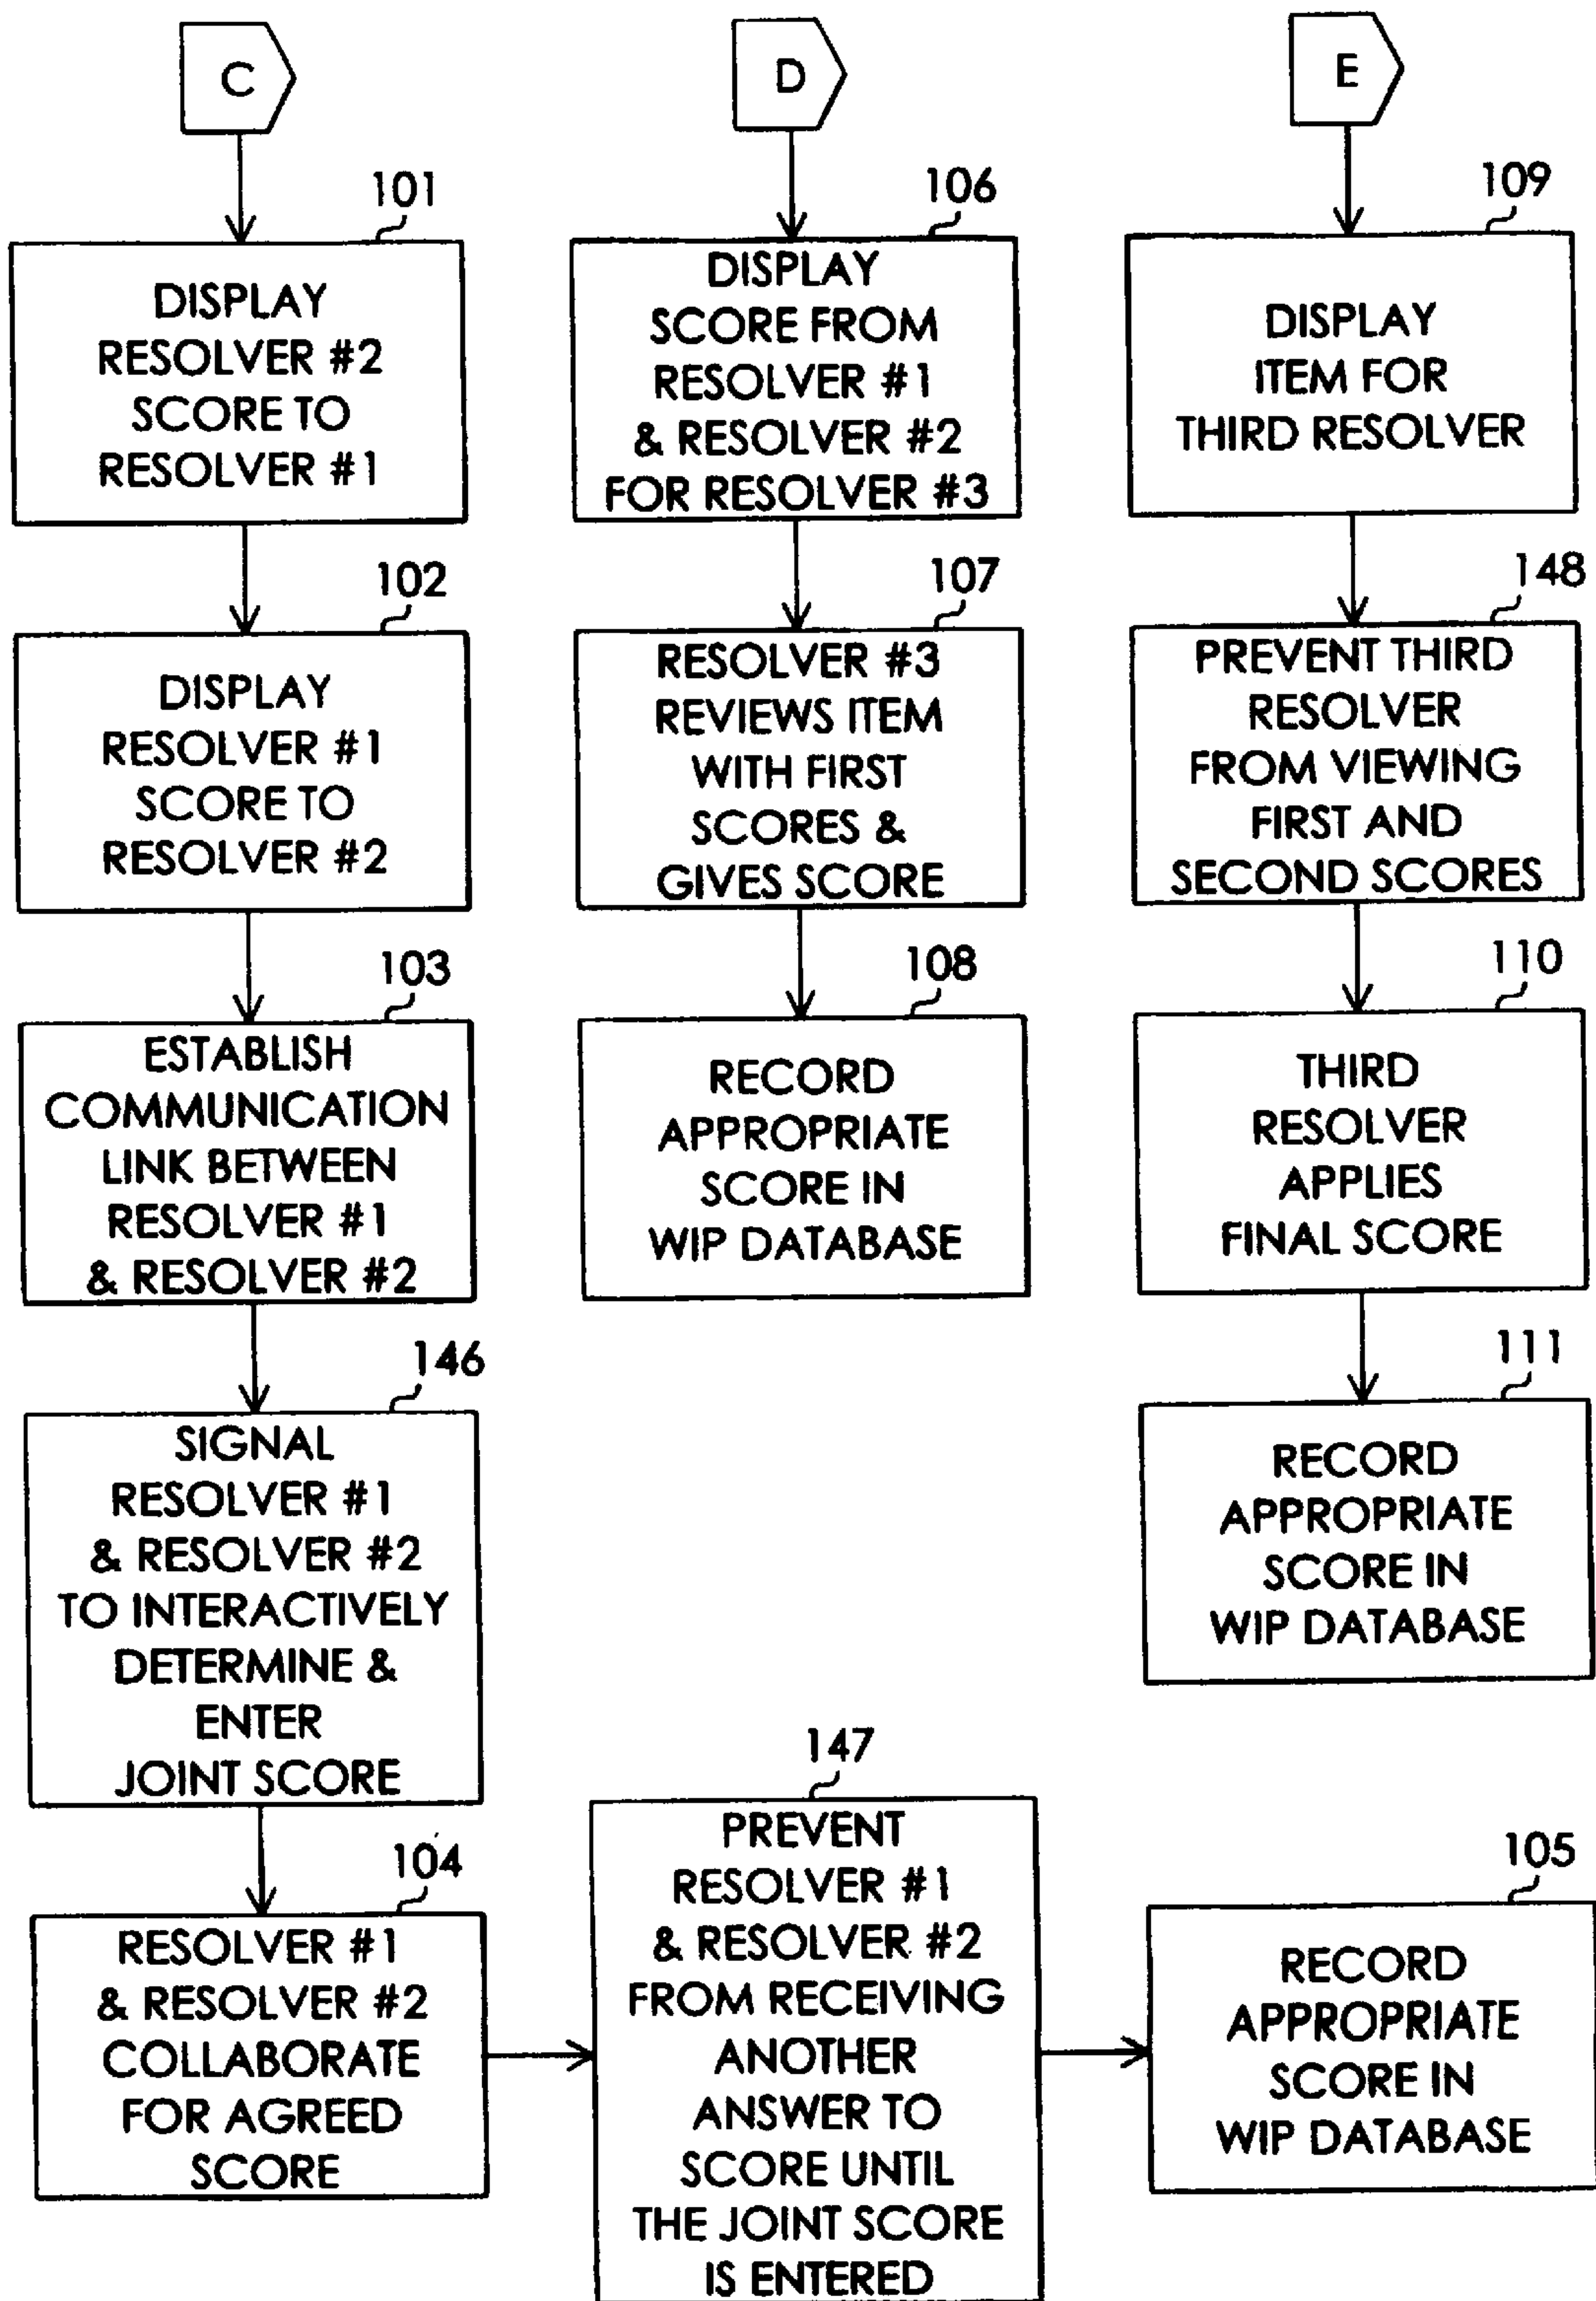 C
101
DISPLAY
RESOLVER #2
SCORE TO
RESOLVER #1
102
DISPLAY
RESOLVER #1
SCORE TO
RESOLVER #2
103
ESTABLISH
COMMUNICATION
LINK BETWEEN
RESOLVER #1
& RESOLVER #2
146
SIGNAL
RESOLVER #1
& RESOLVER #2
TO INTERACTIVELY
DETERMINE &
ENTER
JOINT SCORE
104
RESOLVER #1
& RESOLVER #2
COLLABORATE
FOR AGREED
SCORE
147
PREVENT
RESOLVER #1
& RESOLVER #2
FROM RECEIVING
ANOTHER
ANSWER TO
SCORE UNTIL
THE JOINT SCORE
IS ENTERED
105
RECORD
APPROPRIATE
SCORE IN
WIP DATABASE
D
106
DISPLAY
SCORE FROM
RESOLVER #1
& RESOLVER #2
FOR RESOLVER #3
107
RESOLVER #3
REVIEWS ITEM
WITH FIRST
SCORES &
GIVES SCORE
108
RECORD
APPROPRIATE
SCORE IN
WIP DATABASE
E
109
DISPLAY
ITEM FOR
THIRD RESOLVER
148
PREVENT THIRD
RESOLVER
FROM VIEWING
FIRST AND
SECOND SCORES
110
THIRD
RESOLVER
APPLIES
FINAL SCORE
111
RECORD
APPROPRIATE
SCORE IN
WIP DATABASE